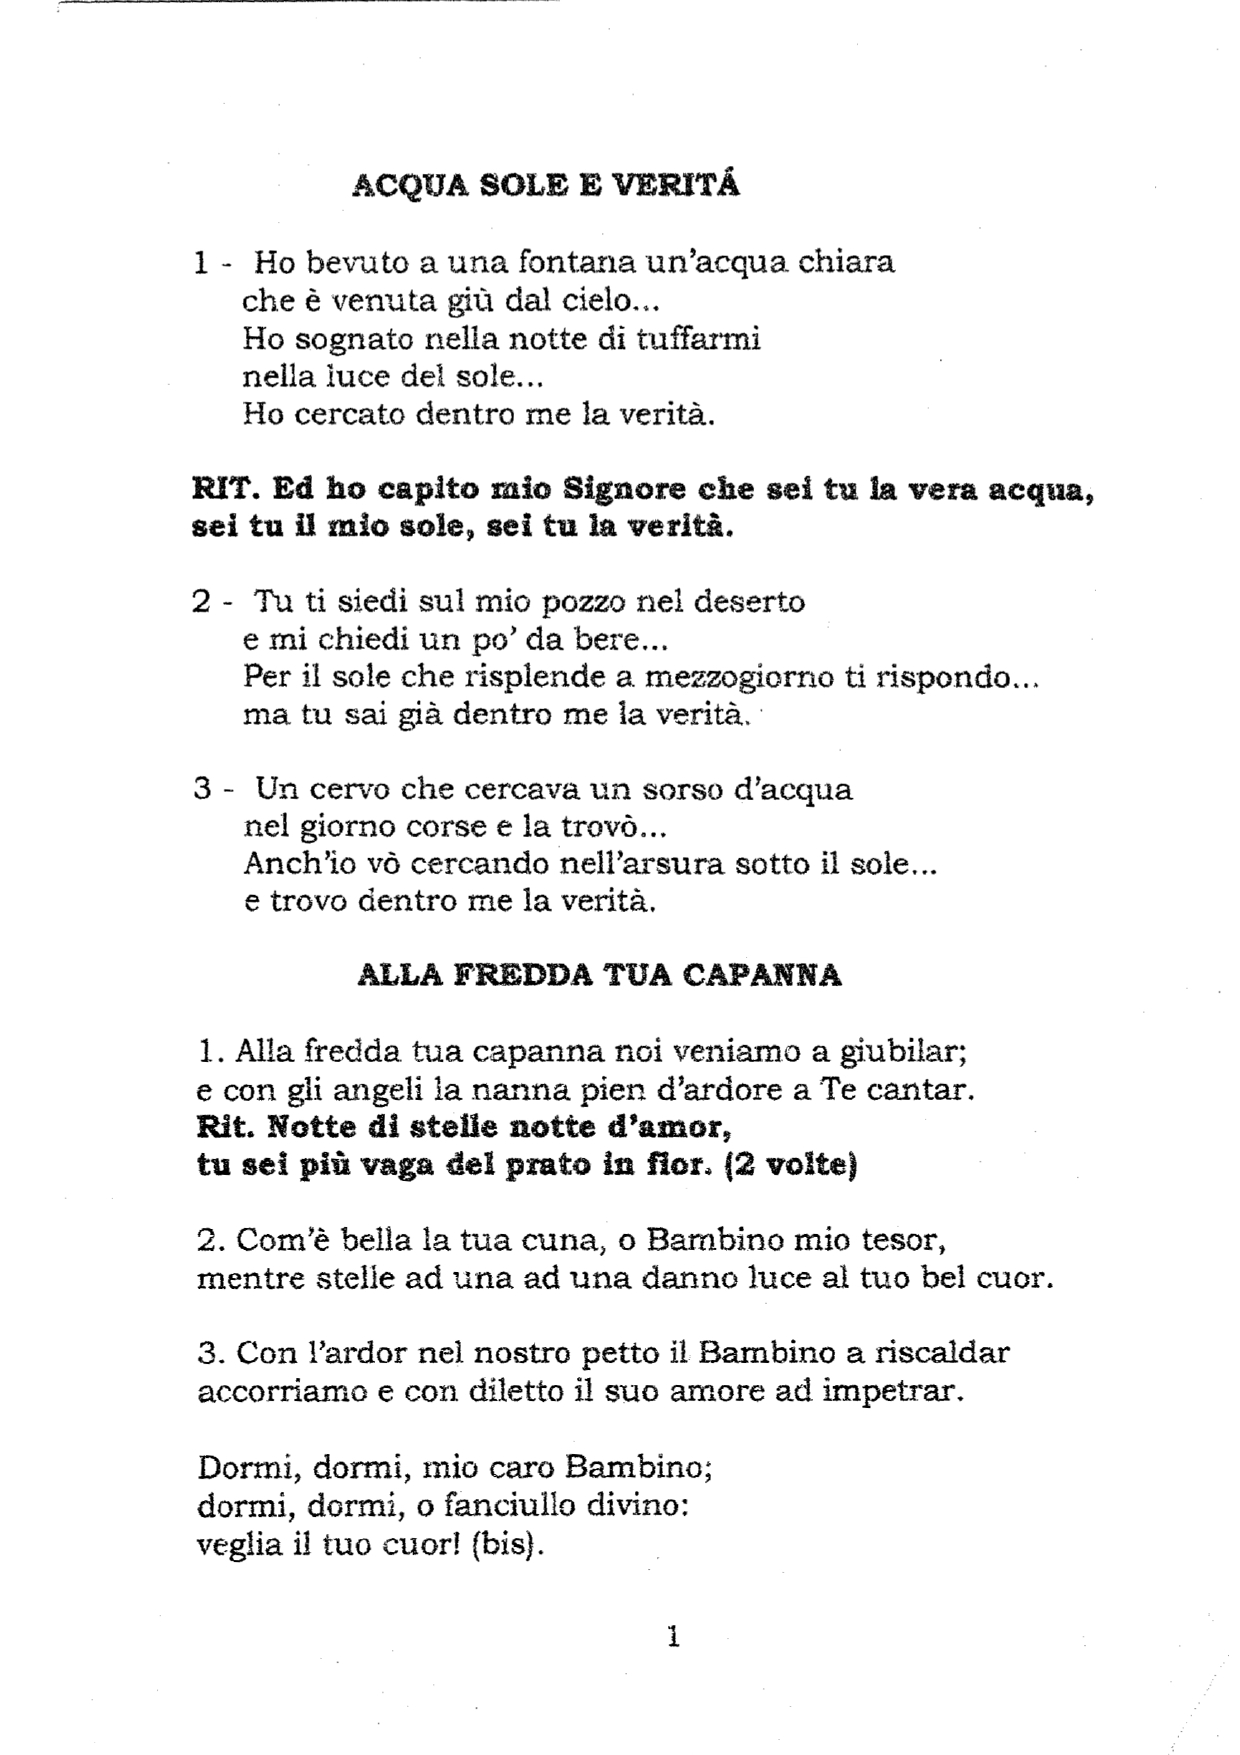 ACQUA SOLE E VERITÁ
1 - Ho bevuto a una fontana un'acqua chiara
che è venuta giù dal cielo...
Ho sognato nella notte di tuffarmi
nella luce del sole...
Ho cercato dentro me la verità.
RIT. Ed ho capito mio Signore che sei tu la vera acqua,
sei tu il mio sole, sei tu la verità.
2 - Tu ti siedi sul mio pozzo nel deserto
e mi chiedi un po' da bere...
Per il sole che risplende a mezzogiorno ti rispondo...
ma tu sai già dentro me la verità.
3 - Un cervo che cercava un sorso d'acqua
nel giorno corse e la trovò...
Anch'io vò cercando nell'arsura sotto il sole...
e trovo dentro me la verità.
ALLA FREDDA TUA CAPANNA
1. Alla fredda tua capanna noi veniamo a giubilar;
e con gli angeli la nanna pien d'ardore a Te cantar.
Rit. Notte di stelle notte d'amor,
tu sei più vaga del prato in fior. (2 volte)
2. Com'è bella la tua cuna, o Bambino mio tesor,
mentre stelle ad una ad una danno luce al tuo bel cuor.
3. Con l'ardor nel nostro petto il Bambino a riscaldar
accorriamo e con diletto il suo amore ad impetrar.
Dormi, dormi, mio caro Bambino;
dormi, dormi, o fanciullo divino:
veglia il tuo cuor! (bis).
1